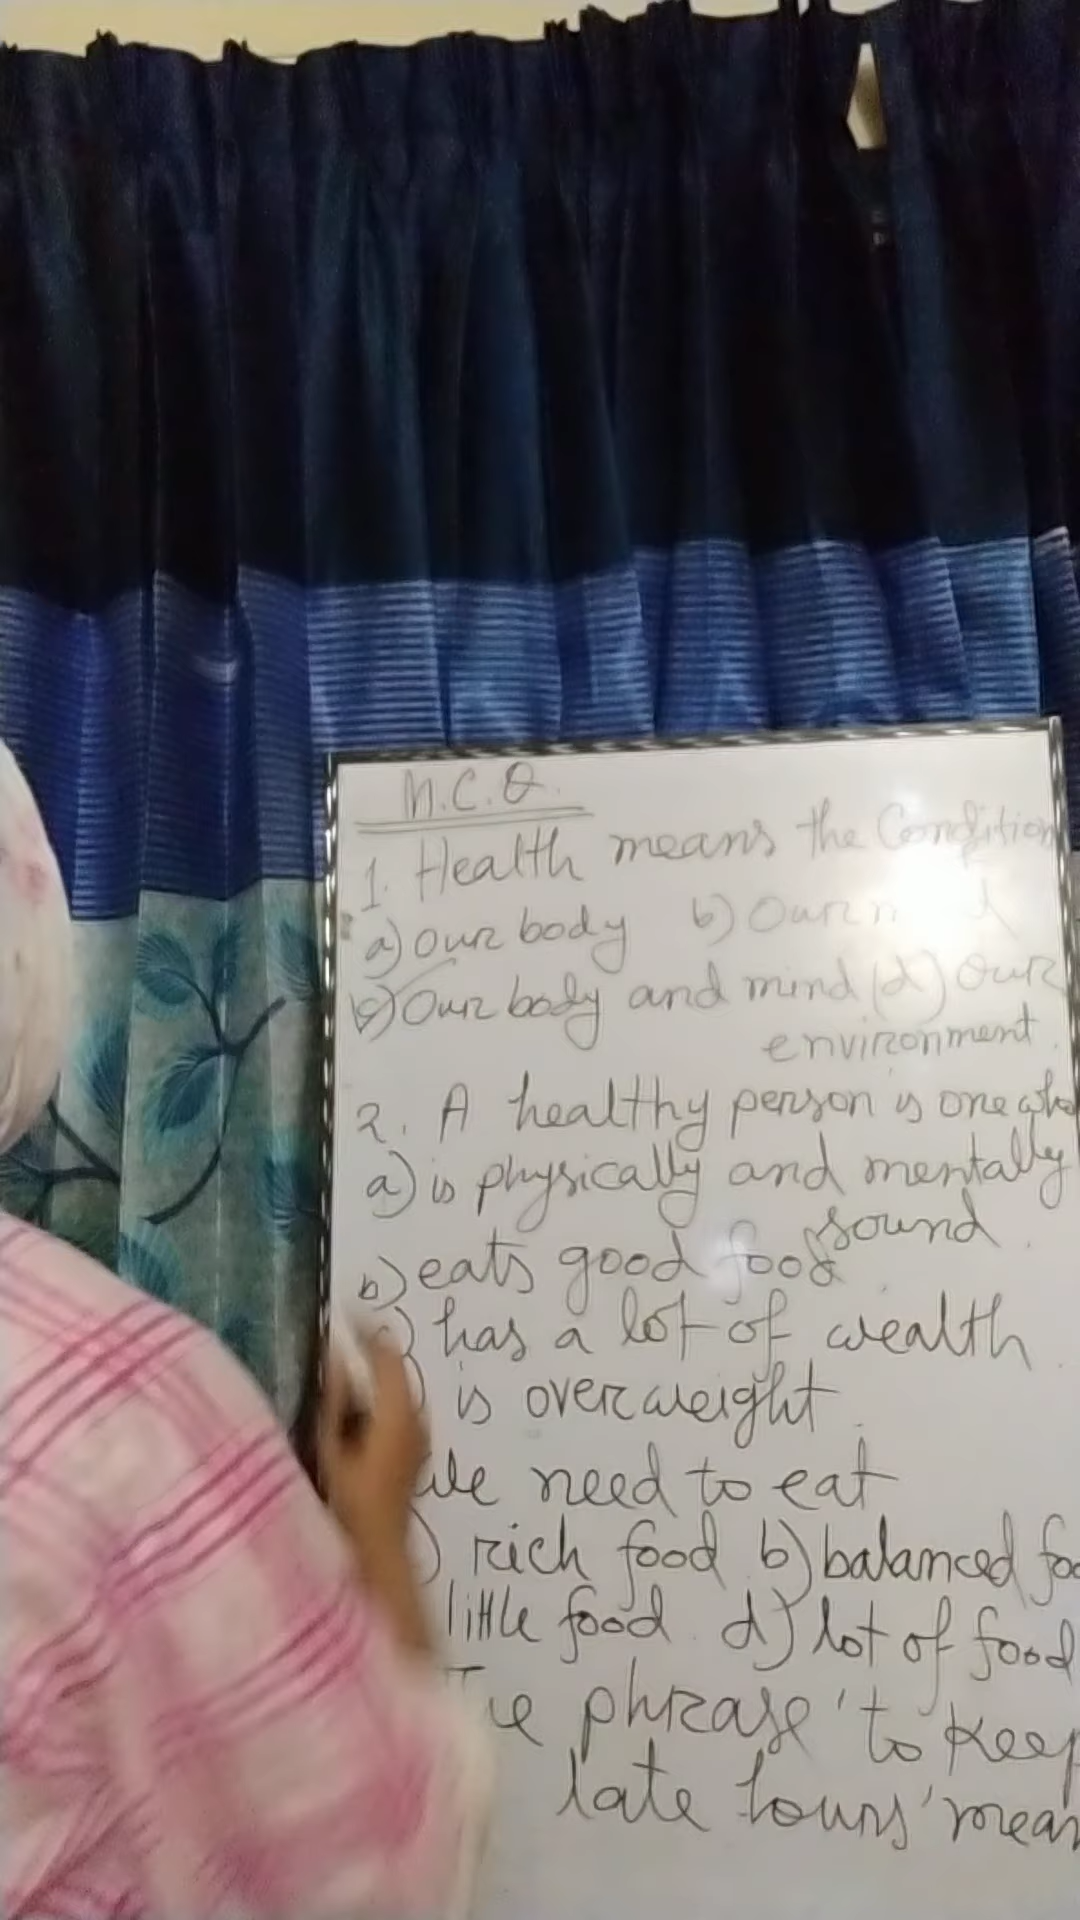 M.C.Q.
1. Health means the Condition
a) our body b) Our
c) Our body and mind (d) Our
environment.
2. A healthy person is one who
a) is physically and mentally
sound.
b) eats good food
c) has a lot of wealth.
) is overweight.
We need to eat
) rich food b) balanced
little food. d) lot of food
phrase 'to keep
late hours'